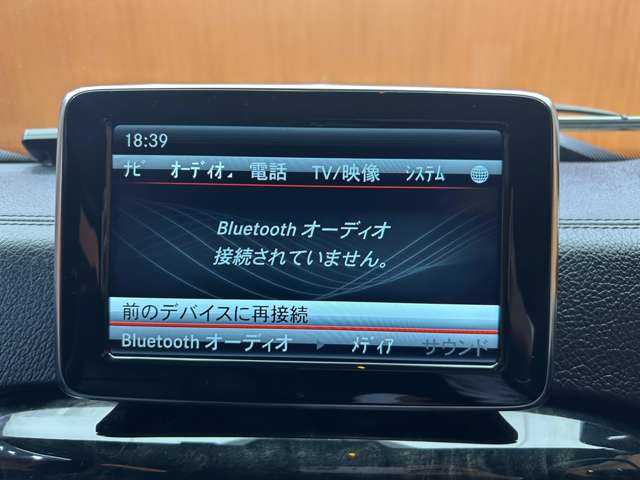 18:39
ナビ オーディオ 電話 TV/映像 システム
Bluetooth オーディオ
接続されていません。
前のデバイスに再接続
Bluetooth オーディオ メディア サウンド